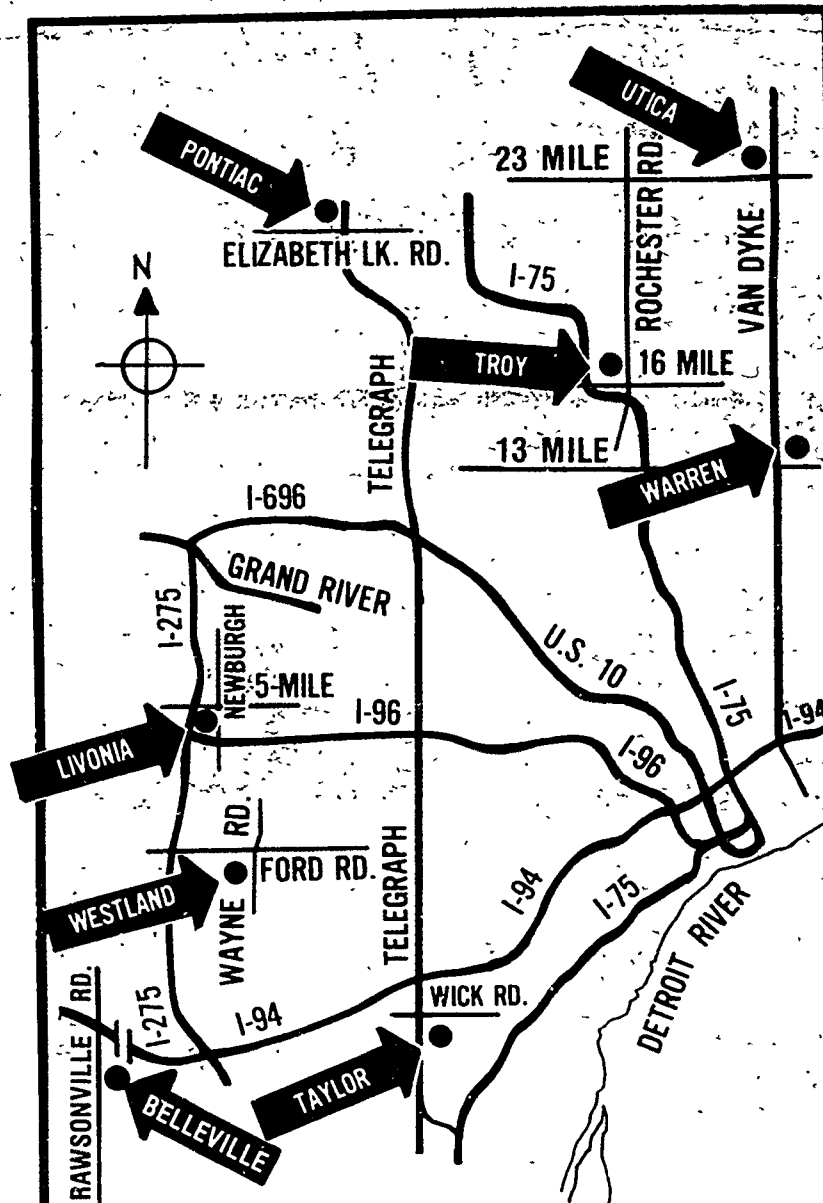 UTICA
PONTIAC
23 MILE
ROCHESTER RD.
VAN DYKE
ELIZABETH LK. RD.
N
I-75
TELEGRAPH
TROY
16 MILE
13 MILE
WARREN
I-696
GRAND RIVER
I-275
NEWBURGH
5-MILE
U.S. 10
I-96
I-75
I-94
LIVONIA
I-96
WAYNE RD.
FORD RD.
TELEGRAPH
WESTLAND
I-94
I-75
DETROIT RIVER
RAWSONVILLE RD.
I-275
I-94
WICK RD.
TAYLOR
BELLEVILLE